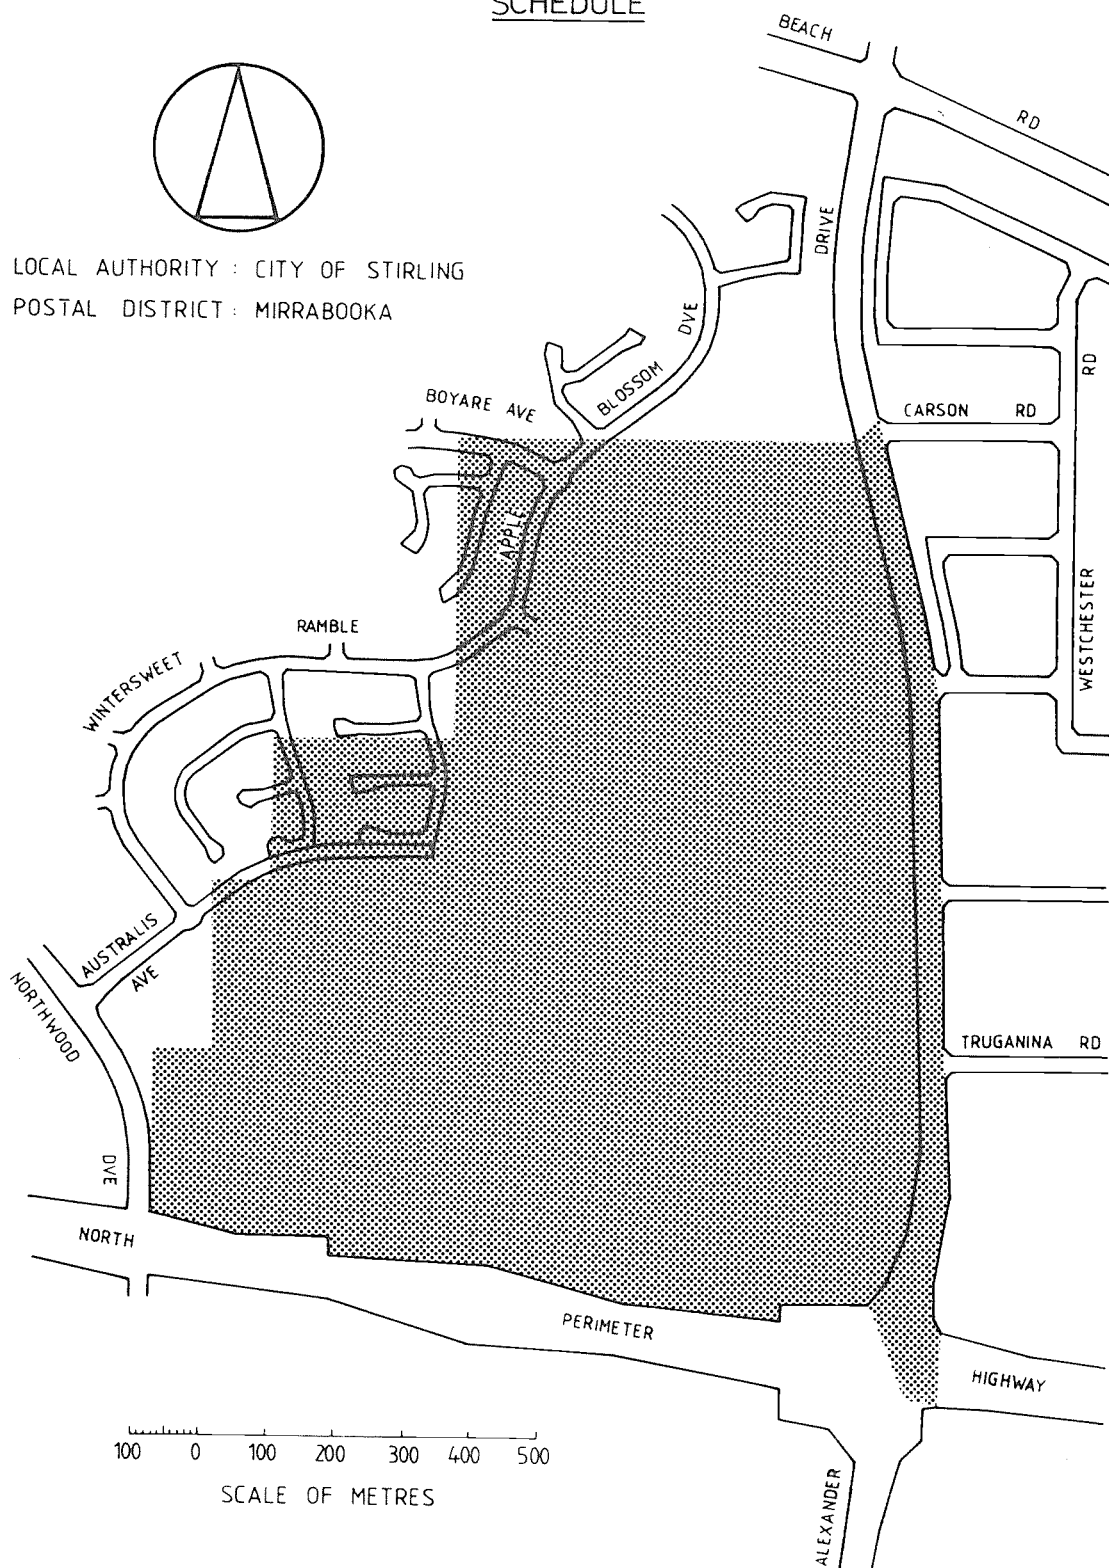 SCHEDULE
BEACH
RD
LOCAL AUTHORITY : CITY OF STIRLING
POSTAL DISTRICT : MIRRABOOKA
DRIVE
DVE
BLOSSOM
RD
BOYARE AVE
CARSON RD
APPLE
WESTCHESTER
RAMBLE
WINTERSWEET
AUSTRALIS
AVE
NORTHWOOD
TRUGANINA RD
DVE
NORTH
PERIMETER
HIGHWAY
100 0 100 200 300 400 500
SCALE OF METRES
ALEXANDER